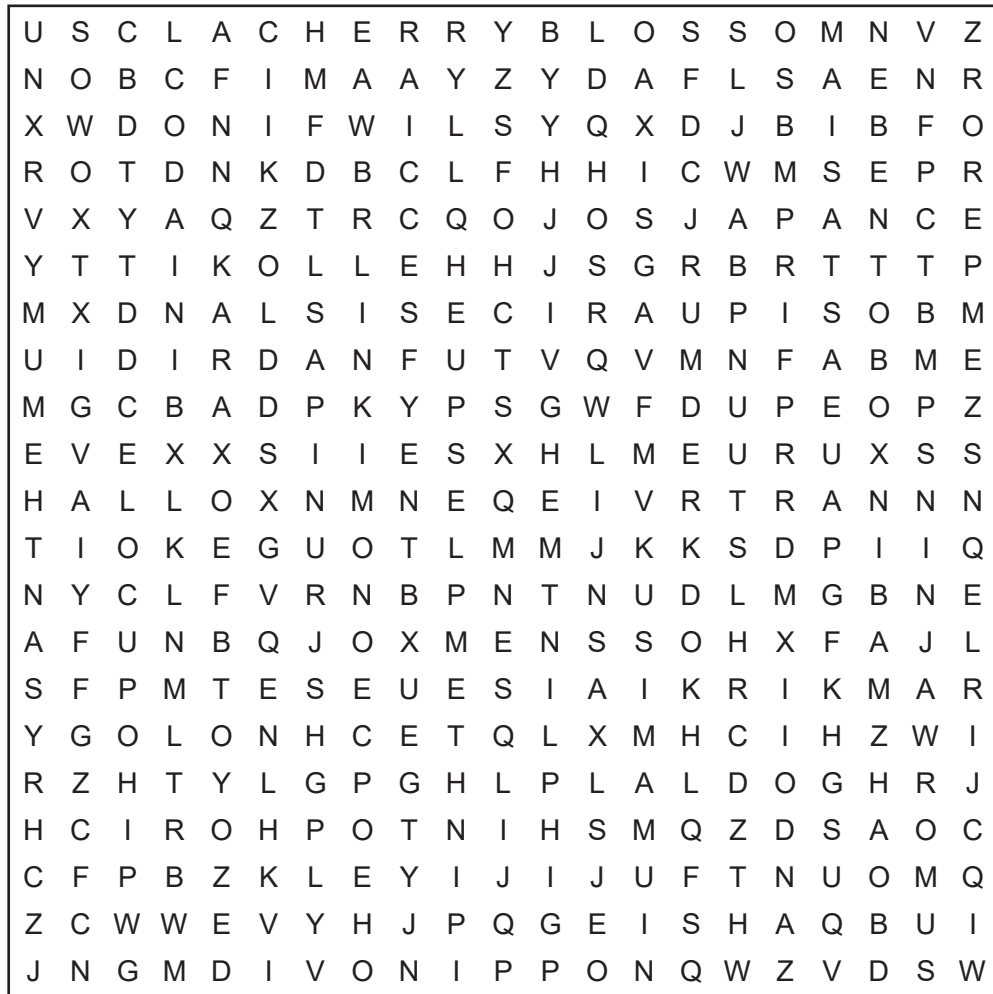 U S C L A C H E R R Y B L O S S O M N V Z
N O B C F I M A A Y Z Y D A F L S A E N R
X W D O N I F W I L S Y Q X D J B I B F O
R O T D N K D B C L F H H I C W M S E P R
V X Y A Q Z T R C Q O J O S J A P A N C E
Y T T I K O L L E H H J S G R B R T T T P
M X D N A L S I S E C I R A U P I S O B M
U I D I R D A N F U T V Q V M N F A B M E
M G C B A D P K Y P S G W F D U P E O P Z
E V E X X S I I E S X H L M E U R U X S S
H A L L O X N M N E Q E I V R T R A N N N
T I O K E G U O T L M M J K K S D P I I Q
N Y C L F V R N B P N T N U D L M G B N E
A F U N B Q J O X M E N S S O H X F A J L
S F P M T E S E U E S I A I K R I K M A R
Y G O L O N H C E T Q L X M H C I H Z W I
R Z H T Y L G P G H L P L A L D O G H R J
H C I R O H P O T N I H S M Q Z D S A O C
C F P B Z K L E Y I J I J U F T N U O M Q
Z C W W E V Y H J P Q G E I S H A Q B U I
J N G M D I V O N I P P O N Q W Z V D S W